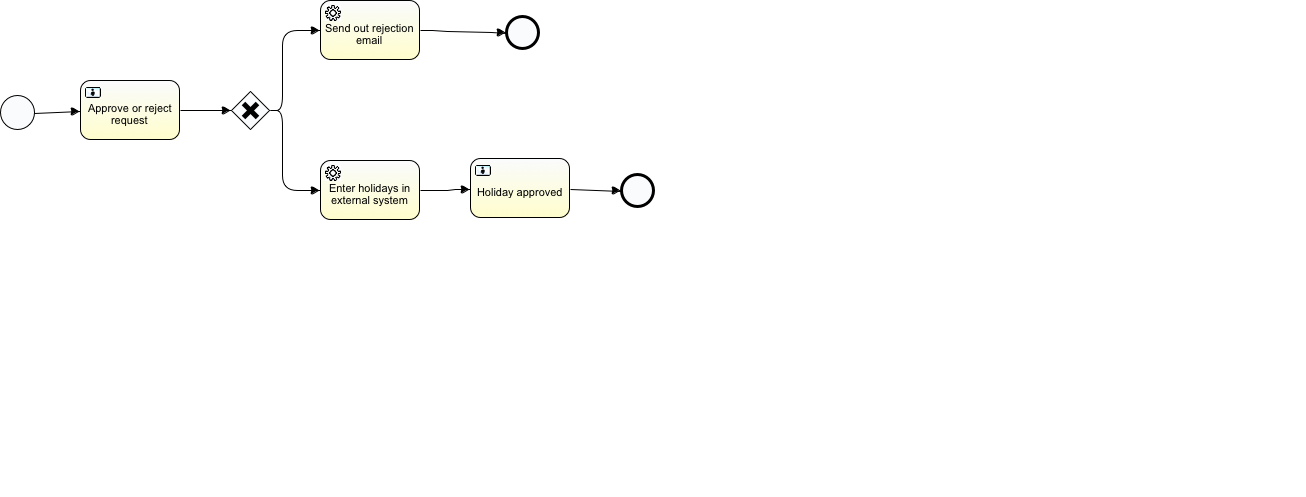 Send out rejection
email
Approve or reject
request
Enter holidays in
external system
Holiday approved